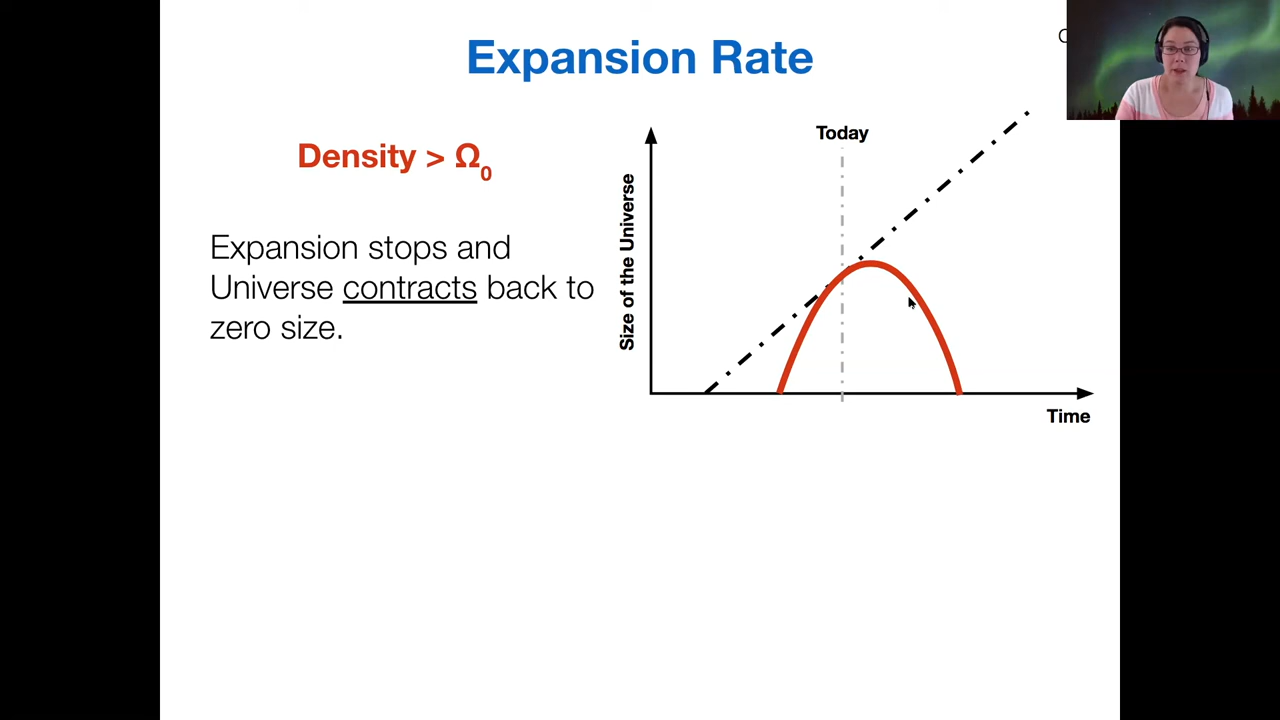 Expansion Rate
Density > Ω₀
Expansion stops and
Universe contracts back to
zero size.
Today
Size of the Universe
Time